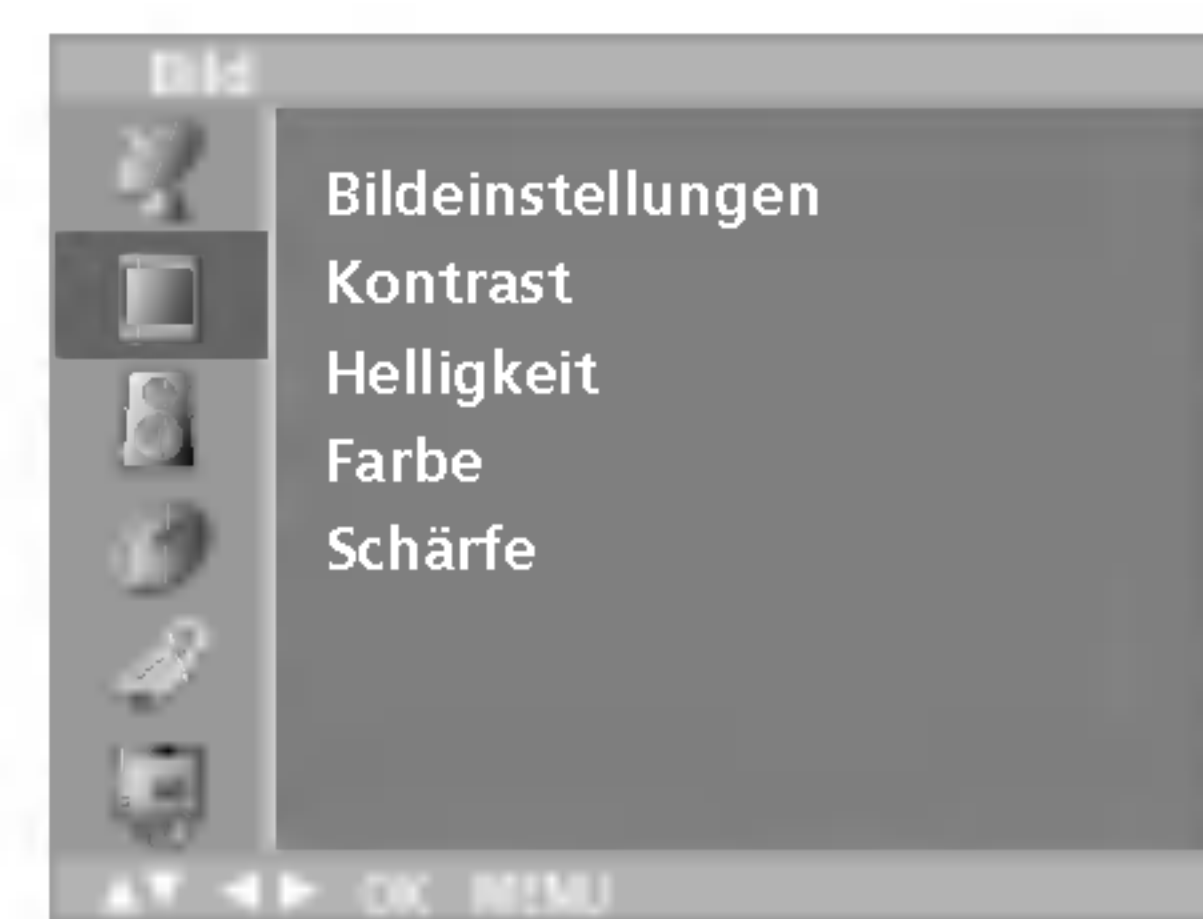 Bild
Bildeinstellungen
Kontrast
Helligkeit
Farbe
Schärfe
▲▼ ◀ ▶ OK MENU